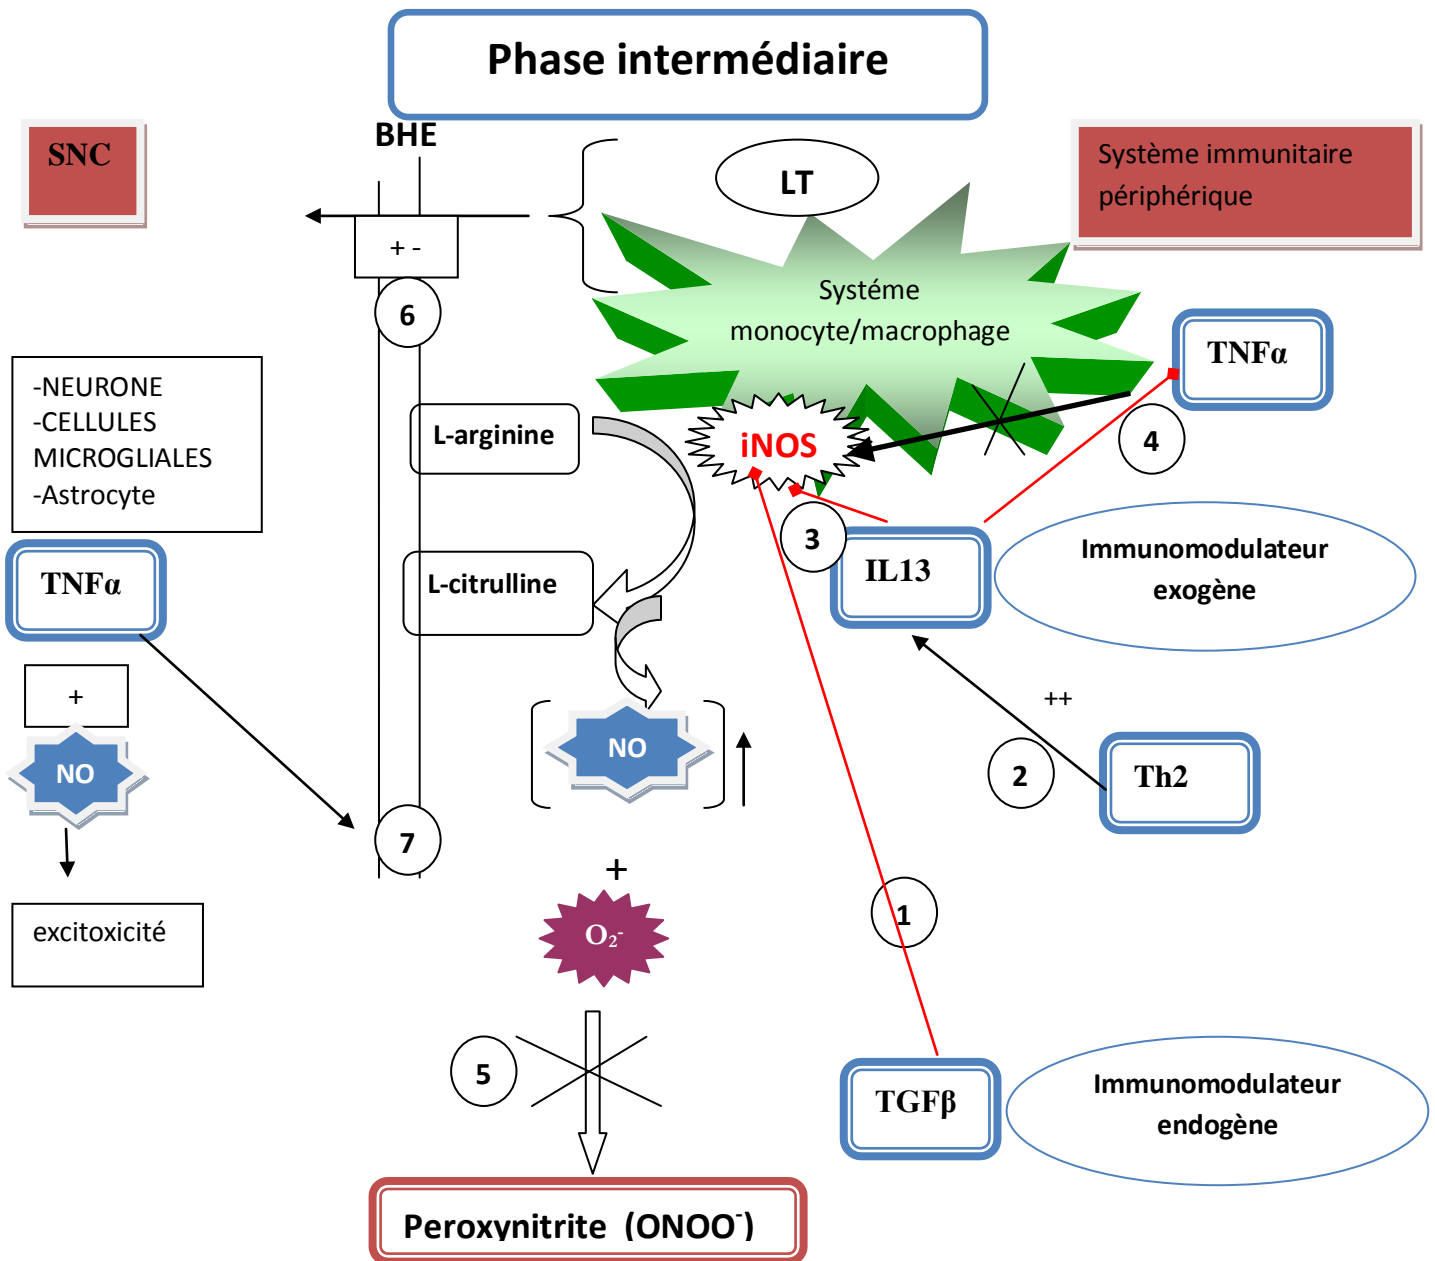 Phase intermédiaire
BHE
SNC
LT
Système immunitaire
périphérique
+ -
6
Systéme
monocyte/macrophage
TNFα
-NEURONE
-CELLULES
MICROGLIALES
-Astrocyte
L-arginine
iNOS
4
3
IL13
Immunomodulateur
exogène
TNFα
L-citrulline
+
++
NO
NO
2
Th2
7
+
1
excitoxicité
O₂⁻
5
TGFβ
Immunomodulateur
endogène
Peroxynitrite (ONOO⁻)